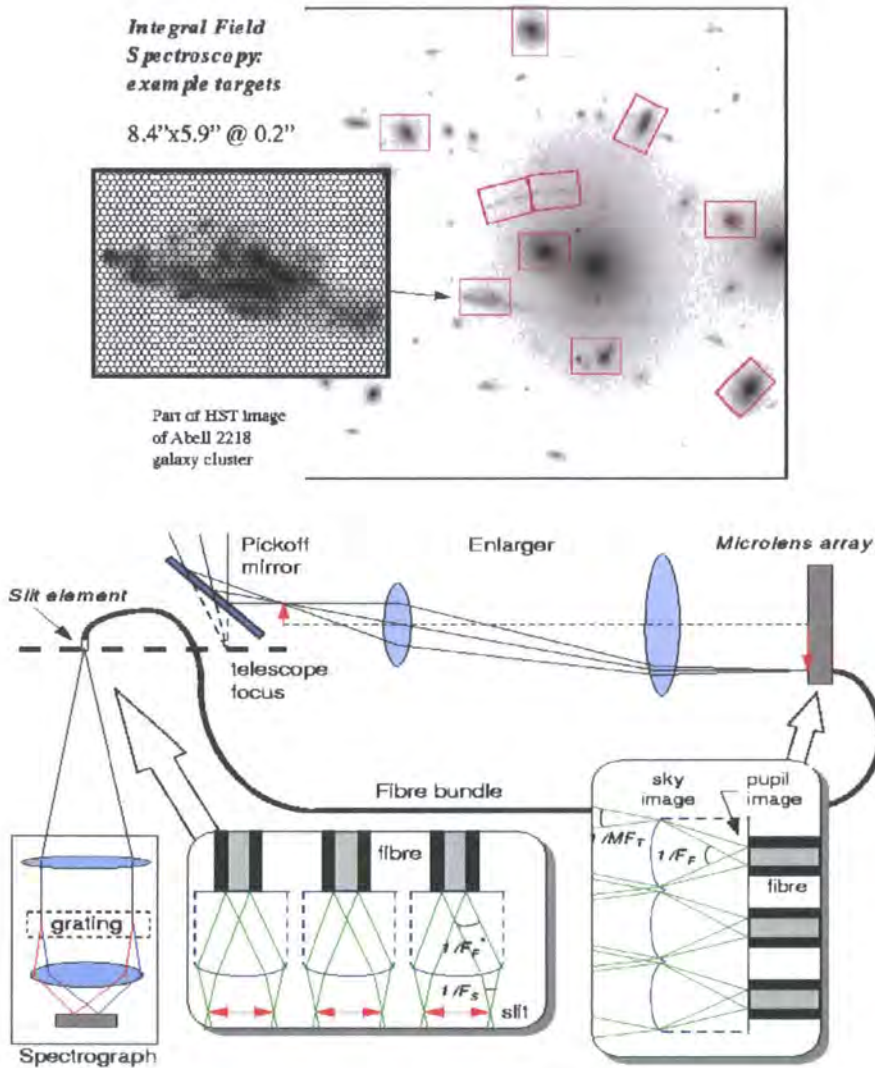 Integral Field
Spectroscopy:
example targets
8.4"x5.9" @ 0.2"
Part of HST image
of Abell 2218
galaxy cluster
Pickoff
mirror
Enlarger
Microlens array
Slit element
telescope
focus
Fibre bundle
sky
image
pupil
image
1/MF_T
1/F_F
fibre
fibre
1/F_F*
1/F_S
slit
grating
Spectrograph